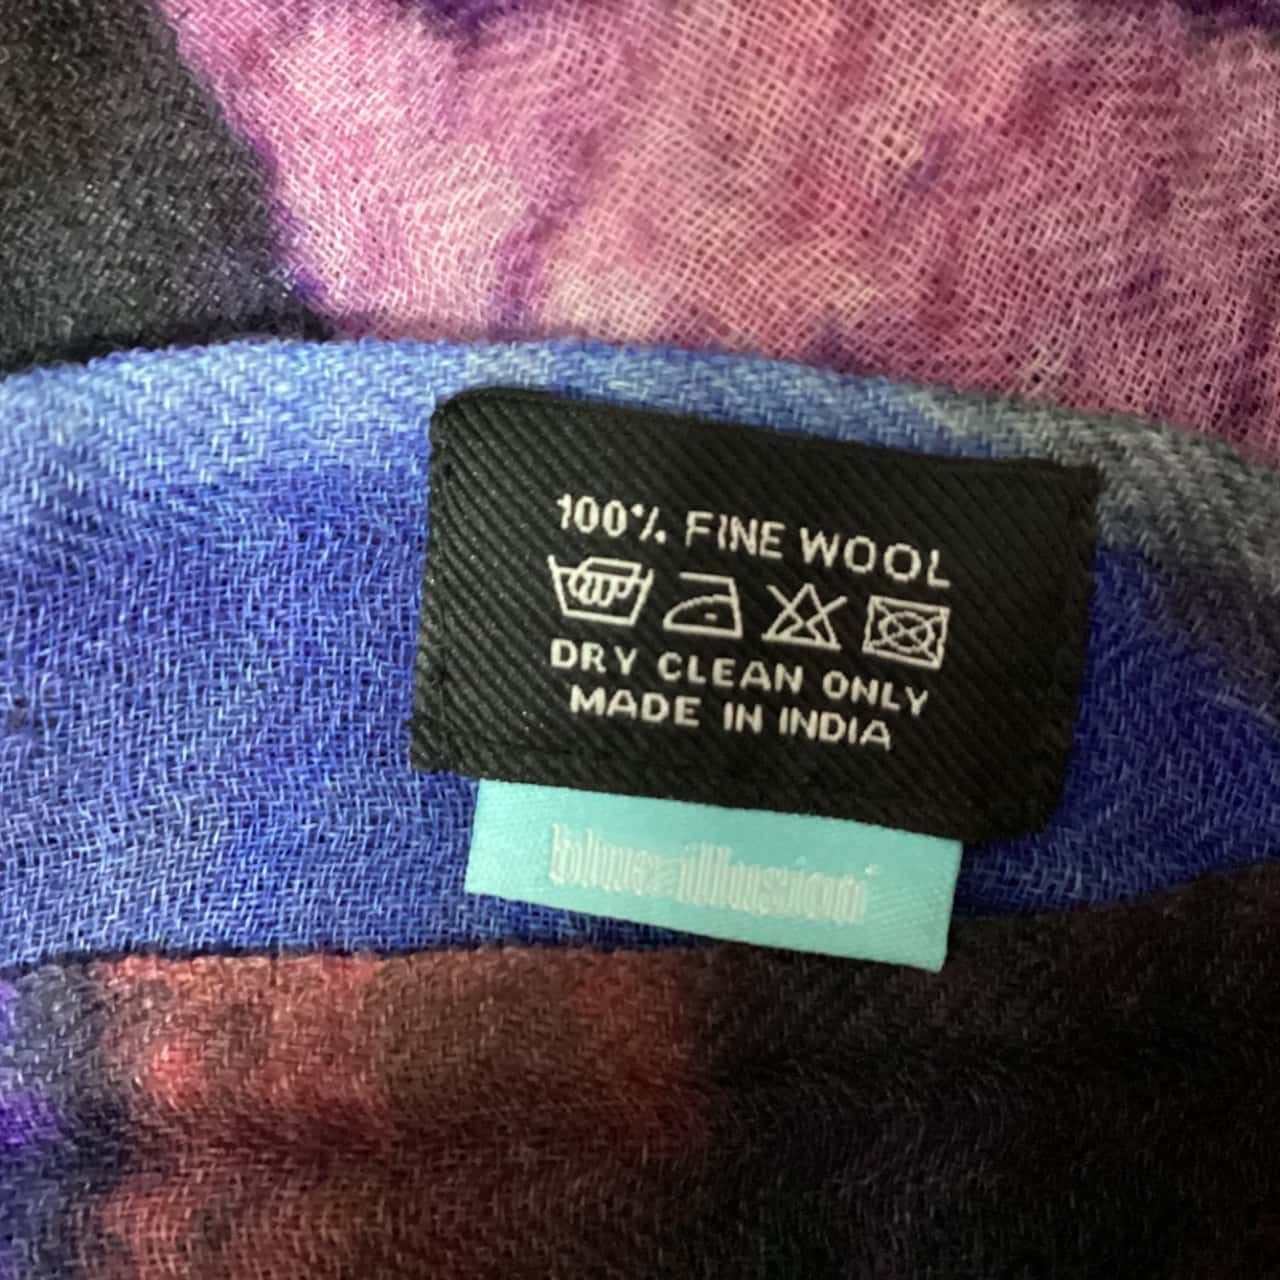 100% FINE WOOL
DRY CLEAN ONLY
MADE IN INDIA
blue illusion